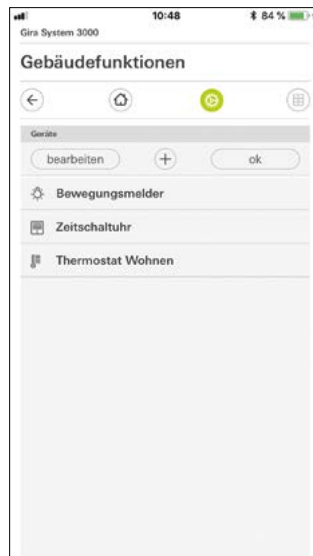 10:48
84 %
Gira System 3000
Gebäudefunktionen
Geräte
bearbeiten
ok
Bewegungsmelder
Zeitschaltuhr
Thermostat Wohnen